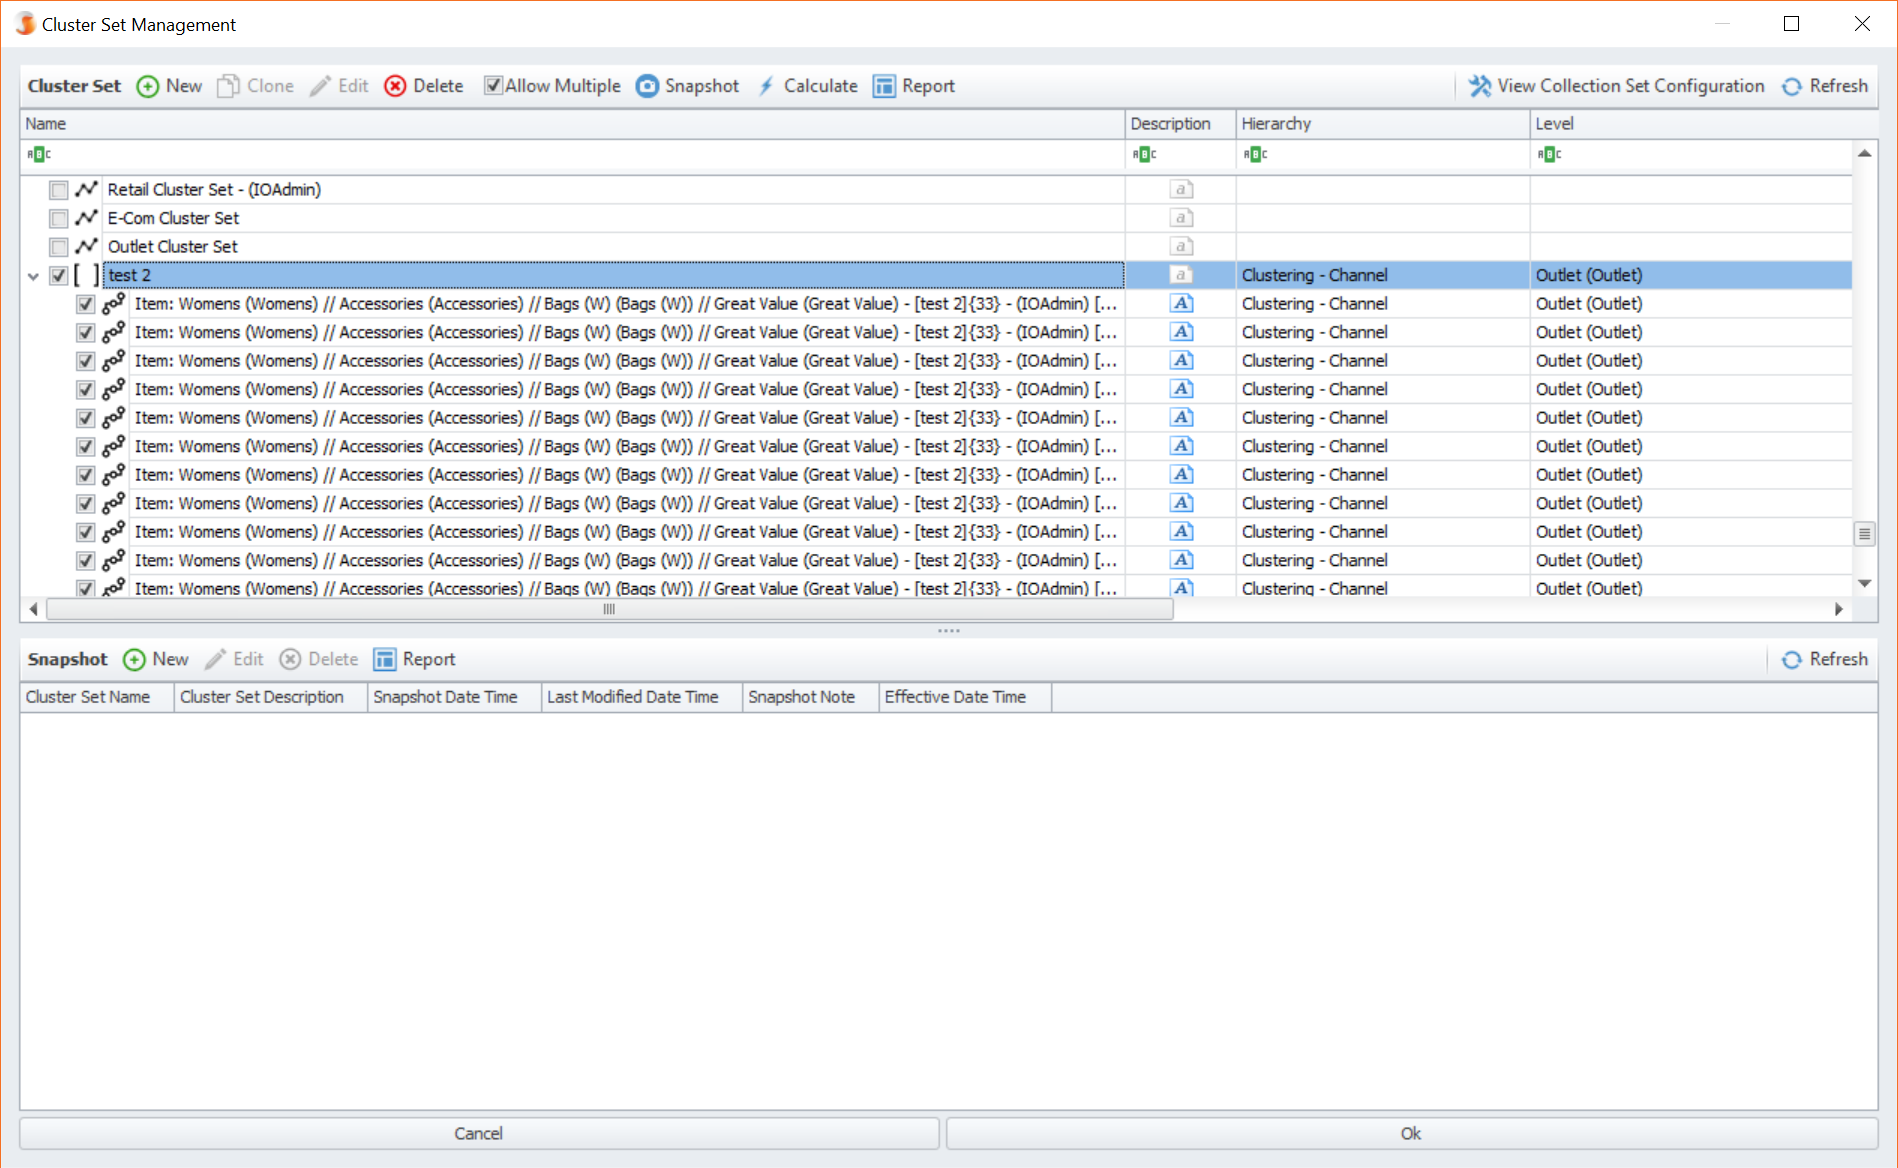 Cluster Set Management
Cluster Set New Clone Edit Delete Allow Multiple Snapshot Calculate Report View Collection Set Configuration Refresh
Name Description Hierarchy Level
ABC ABC ABC ABC
Retail Cluster Set - (IOAdmin) a
E-Com Cluster Set a
Outlet Cluster Set a
[ ] test 2 a Clustering - Channel Outlet (Outlet)
Item: Womens (Womens) // Accessories (Accessories) // Bags (W) (Bags (W)) // Great Value (Great Value) - [test 2]{33} - (IOAdmin) [... A Clustering - Channel Outlet (Outlet)
Item: Womens (Womens) // Accessories (Accessories) // Bags (W) (Bags (W)) // Great Value (Great Value) - [test 2]{33} - (IOAdmin) [... A Clustering - Channel Outlet (Outlet)
Item: Womens (Womens) // Accessories (Accessories) // Bags (W) (Bags (W)) // Great Value (Great Value) - [test 2]{33} - (IOAdmin) [... A Clustering - Channel Outlet (Outlet)
Item: Womens (Womens) // Accessories (Accessories) // Bags (W) (Bags (W)) // Great Value (Great Value) - [test 2]{33} - (IOAdmin) [... A Clustering - Channel Outlet (Outlet)
Item: Womens (Womens) // Accessories (Accessories) // Bags (W) (Bags (W)) // Great Value (Great Value) - [test 2]{33} - (IOAdmin) [... A Clustering - Channel Outlet (Outlet)
Item: Womens (Womens) // Accessories (Accessories) // Bags (W) (Bags (W)) // Great Value (Great Value) - [test 2]{33} - (IOAdmin) [... A Clustering - Channel Outlet (Outlet)
Item: Womens (Womens) // Accessories (Accessories) // Bags (W) (Bags (W)) // Great Value (Great Value) - [test 2]{33} - (IOAdmin) [... A Clustering - Channel Outlet (Outlet)
Item: Womens (Womens) // Accessories (Accessories) // Bags (W) (Bags (W)) // Great Value (Great Value) - [test 2]{33} - (IOAdmin) [... A Clustering - Channel Outlet (Outlet)
Item: Womens (Womens) // Accessories (Accessories) // Bags (W) (Bags (W)) // Great Value (Great Value) - [test 2]{33} - (IOAdmin) [... A Clustering - Channel Outlet (Outlet)
Item: Womens (Womens) // Accessories (Accessories) // Bags (W) (Bags (W)) // Great Value (Great Value) - [test 2]{33} - (IOAdmin) [... A Clustering - Channel Outlet (Outlet)
Item: Womens (Womens) // Accessories (Accessories) // Bags (W) (Bags (W)) // Great Value (Great Value) - [test 2]{33} - (IOAdmin) [... A Clustering - Channel Outlet (Outlet)
Snapshot New Edit Delete Report Refresh
Cluster Set Name Cluster Set Description Snapshot Date Time Last Modified Date Time Snapshot Note Effective Date Time
Cancel Ok